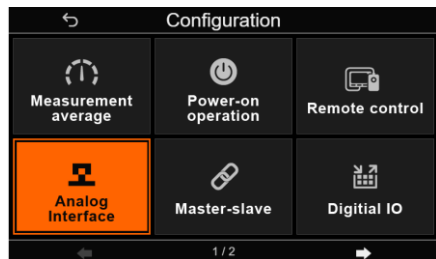 Configuration
Measurement
average
Power-on
operation
Remote control
Analog
Interface
Master-slave
Digitial IO
1 / 2